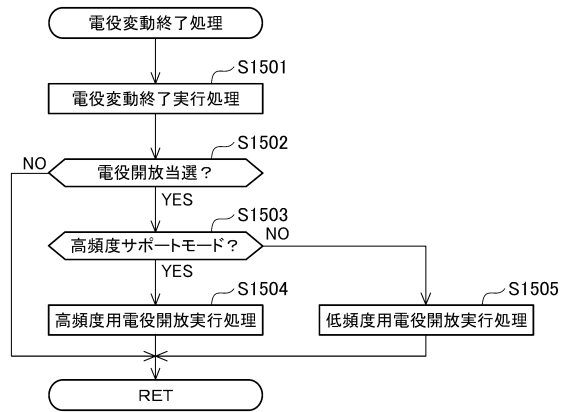 電役変動終了処理
S1501
電役変動終了実行処理
S1502
NO
電役開放当選？
YES
S1503
高頻度サポートモード？
NO
YES
S1504
S1505
高頻度用電役開放実行処理
低頻度用電役開放実行処理
RET